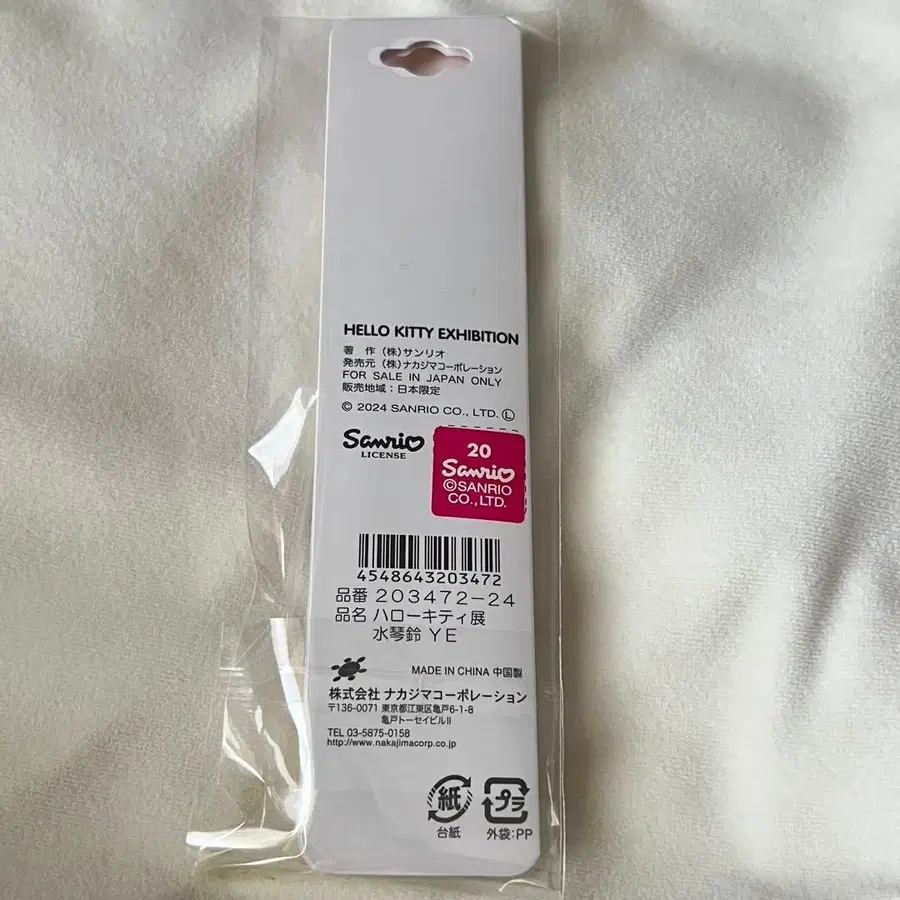 HELLO KITTY EXHIBITION
著 作 (株)サンリオ
発売元 (株)ナカジマコーポレーション
FOR SALE IN JAPAN ONLY
販売地域:日本限定
© 2024 SANRIO CO., LTD. Ⓛ
Sanrio
LICENSE
20
Sanrio
©SANRIO
CO.,LTD.
4548643203472
品番 203472-24
品名 ハローキティ展
水琴鈴 YE
MADE IN CHINA 中国製
株式会社 ナカジマコーポレーション
〒136-0071 東京都江東区亀戸6-1-8
亀戸トーセイビルⅡ
TEL 03-5875-0158
http://www.nakajimacorp.co.jp
紙
台紙
プラ
外袋:PP